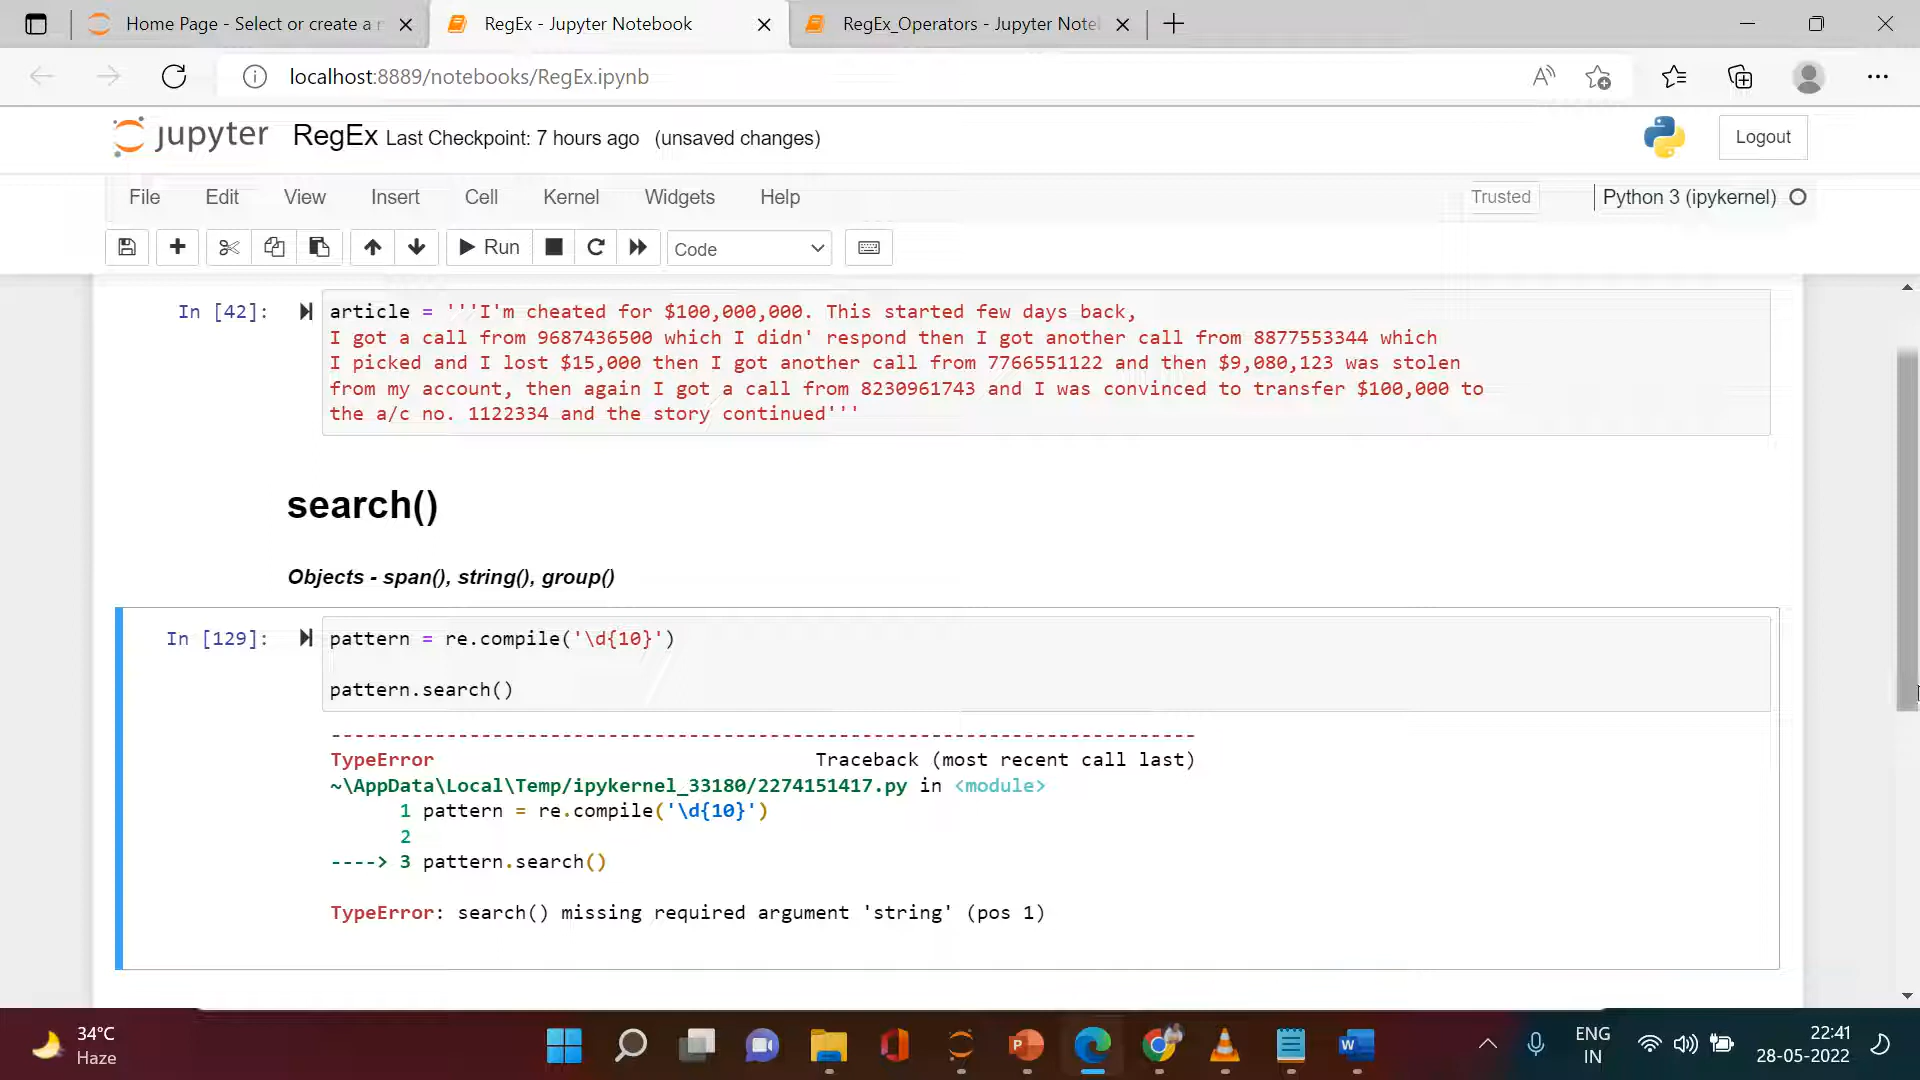 Home Page - Select or create a n
RegEx - Jupyter Notebook
RegEx_Operators - Jupyter Note
localhost:8889/notebooks/RegEx.ipynb
jupyter RegEx Last Checkpoint: 7 hours ago (unsaved changes)
Logout
File Edit View Insert Cell Kernel Widgets Help
Trusted Python 3 (ipykernel)
Run Code
In [42]: article = '''I'm cheated for $100,000,000. This started few days back,
I got a call from 9687436500 which I didn' respond then I got another call from 8877553344 which
I picked and I lost $15,000 then I got another call from 7766551122 and then $9,080,123 was stolen
from my account, then again I got a call from 8230961743 and I was convinced to transfer $100,000 to
the a/c no. 1122334 and the story continued'''
search()
Objects - span(), string(), group()
In [129]: pattern = re.compile('\d{10}')
pattern.search()
---------------------------------------------------------------------------
TypeError Traceback (most recent call last)
~\AppData\Local\Temp/ipykernel_33180/2274151417.py in <module>
1 pattern = re.compile('\d{10}')
2
----> 3 pattern.search()
TypeError: search() missing required argument 'string' (pos 1)
34°C
Haze
ENG
IN
22:41
28-05-2022